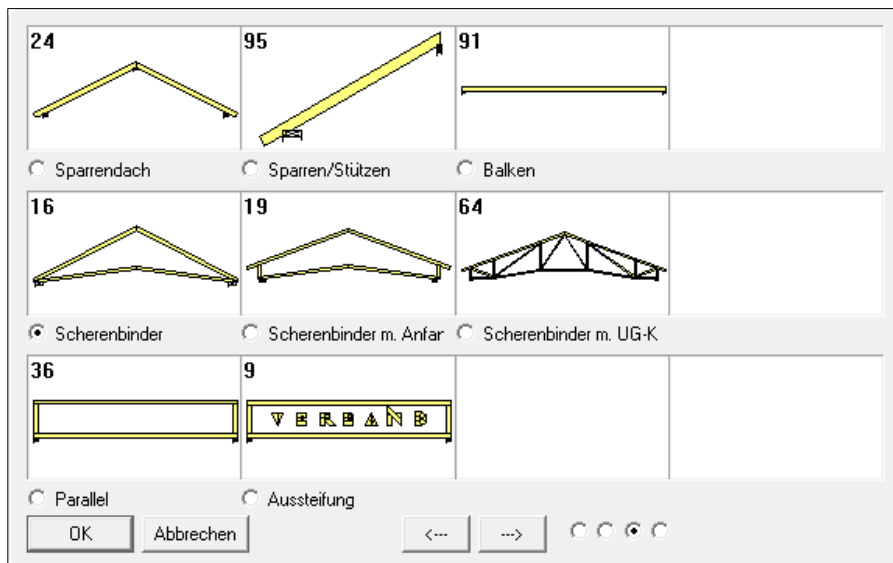 24 95 91
Sparrendach Sparren/Stützen Balken
16 19 64
Scherenbinder Scherenbinder m. Anfar Scherenbinder m. UG-K
36 9
VERBAND
Parallel Aussteifung
OK Abbrechen <--- --->